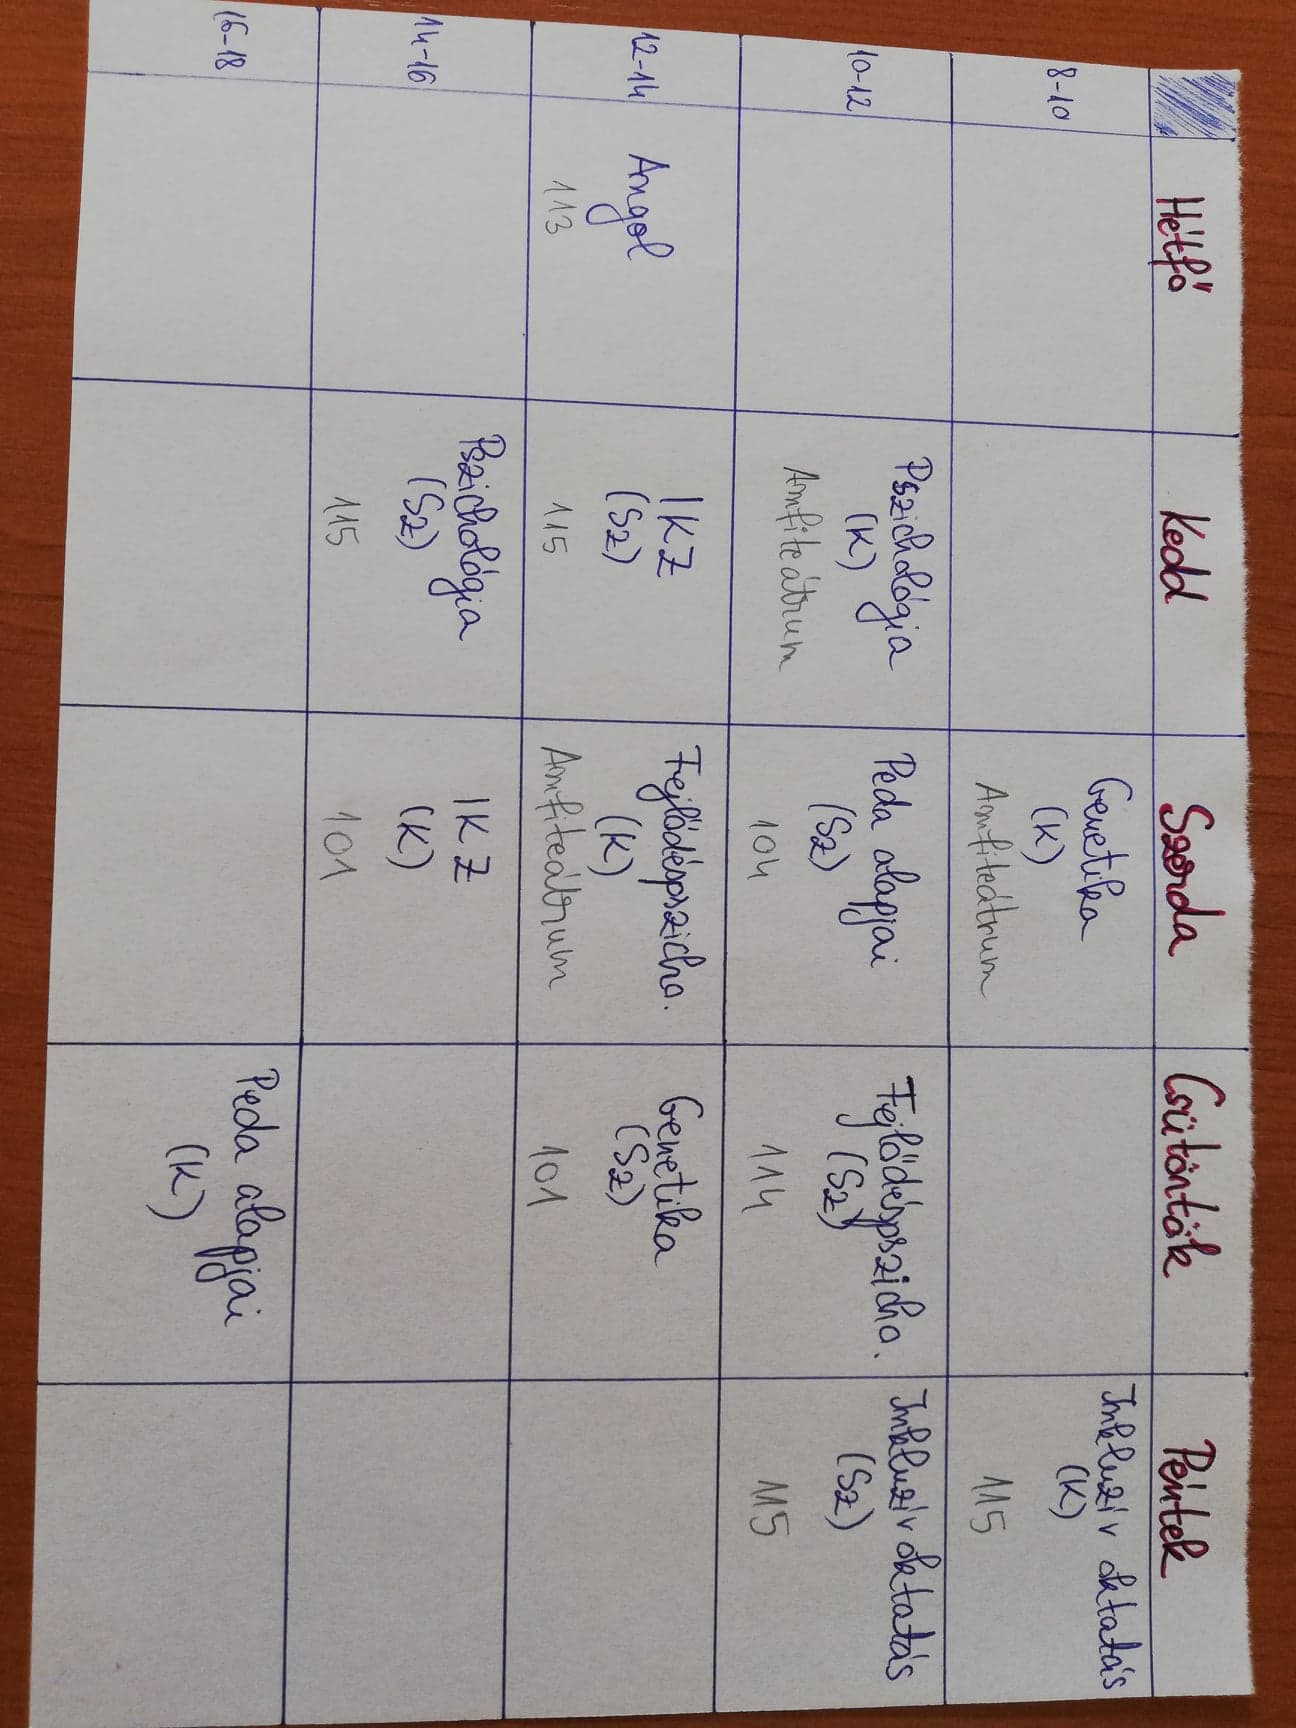 Hétfő
Kedd
Szerda
Csütörtök
Péntek
8-10
Genetika
(K)
Amfiteátrum
Inkluzív oktatás
(K)
115
10-12
Pszichológia
(K)
Amfiteátrum
Peda alapjai
(Sz)
104
Fejlődéspszicho.
(Sz)
114
Inkluzív oktatás
(Sz)
115
12-14
Angol
113
IKZ
(Sz)
115
Fejlődéspszicho.
(K)
Amfiteátrum
Genetika
(Sz)
101
14-16
Pszichológia
(Sz)
115
IKZ
(K)
101
16-18
Peda alapjai
(K)